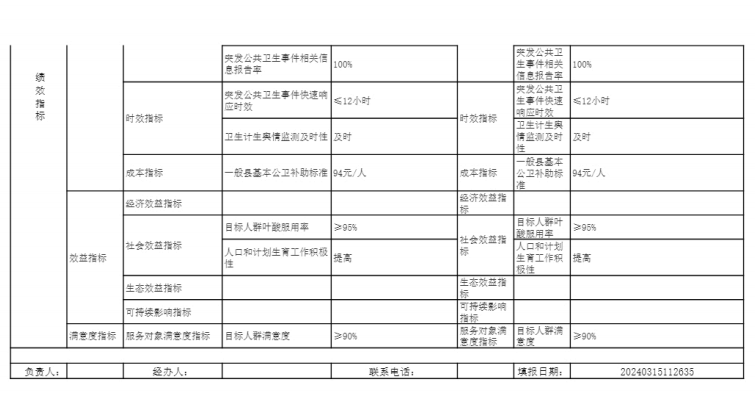 绩
效
指
标
突发公共卫生事件相关信
息报告率
100%
突发公共卫
生事件相关
信息报告率
100%
时效指标
突发公共卫生事件快速响
应时效
≤12小时
时效指标
突发公共卫
生事件快速
响应时效
≤12小时
卫生计生舆情监测及时性
及时
卫生计生舆
情监测及时
性
及时
成本指标
一般县基本公卫补助标准
94元/人
成本指标
一般县基本
公卫补助标
准
94元/人
效益指标
经济效益指标
经济效益指
标
社会效益指标
目标人群叶酸服用率
≥95%
社会效益指
标
目标人群叶
酸服用率
≥95%
人口和计划生育工作积极
性
提高
人口和计划
生育工作积
极性
提高
生态效益指标
生态效益指
标
可持续影响指标
可持续影响
指标
满意度指标
服务对象满意度指标
目标人群满意度
≥90%
服务对象满
意度指标
目标人群满
意度
≥90%
负责人:
经办人:
联系电话:
填报日期:
20240315112635